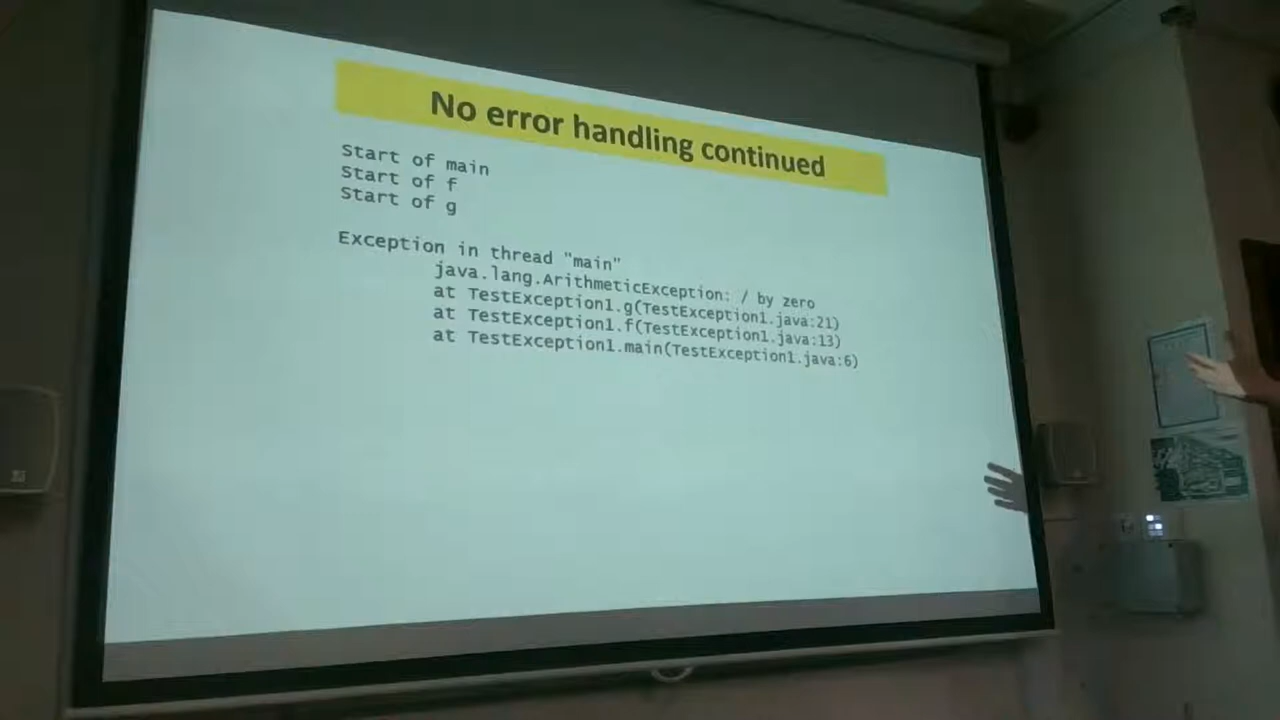 No error handling continued
Start of main
Start of f
Start of g
Exception in thread "main"
java.lang.ArithmeticException: / by zero
at TestException1.g(TestException1.java:21)
at TestException1.f(TestException1.java:13)
at TestException1.main(TestException1.java:6)